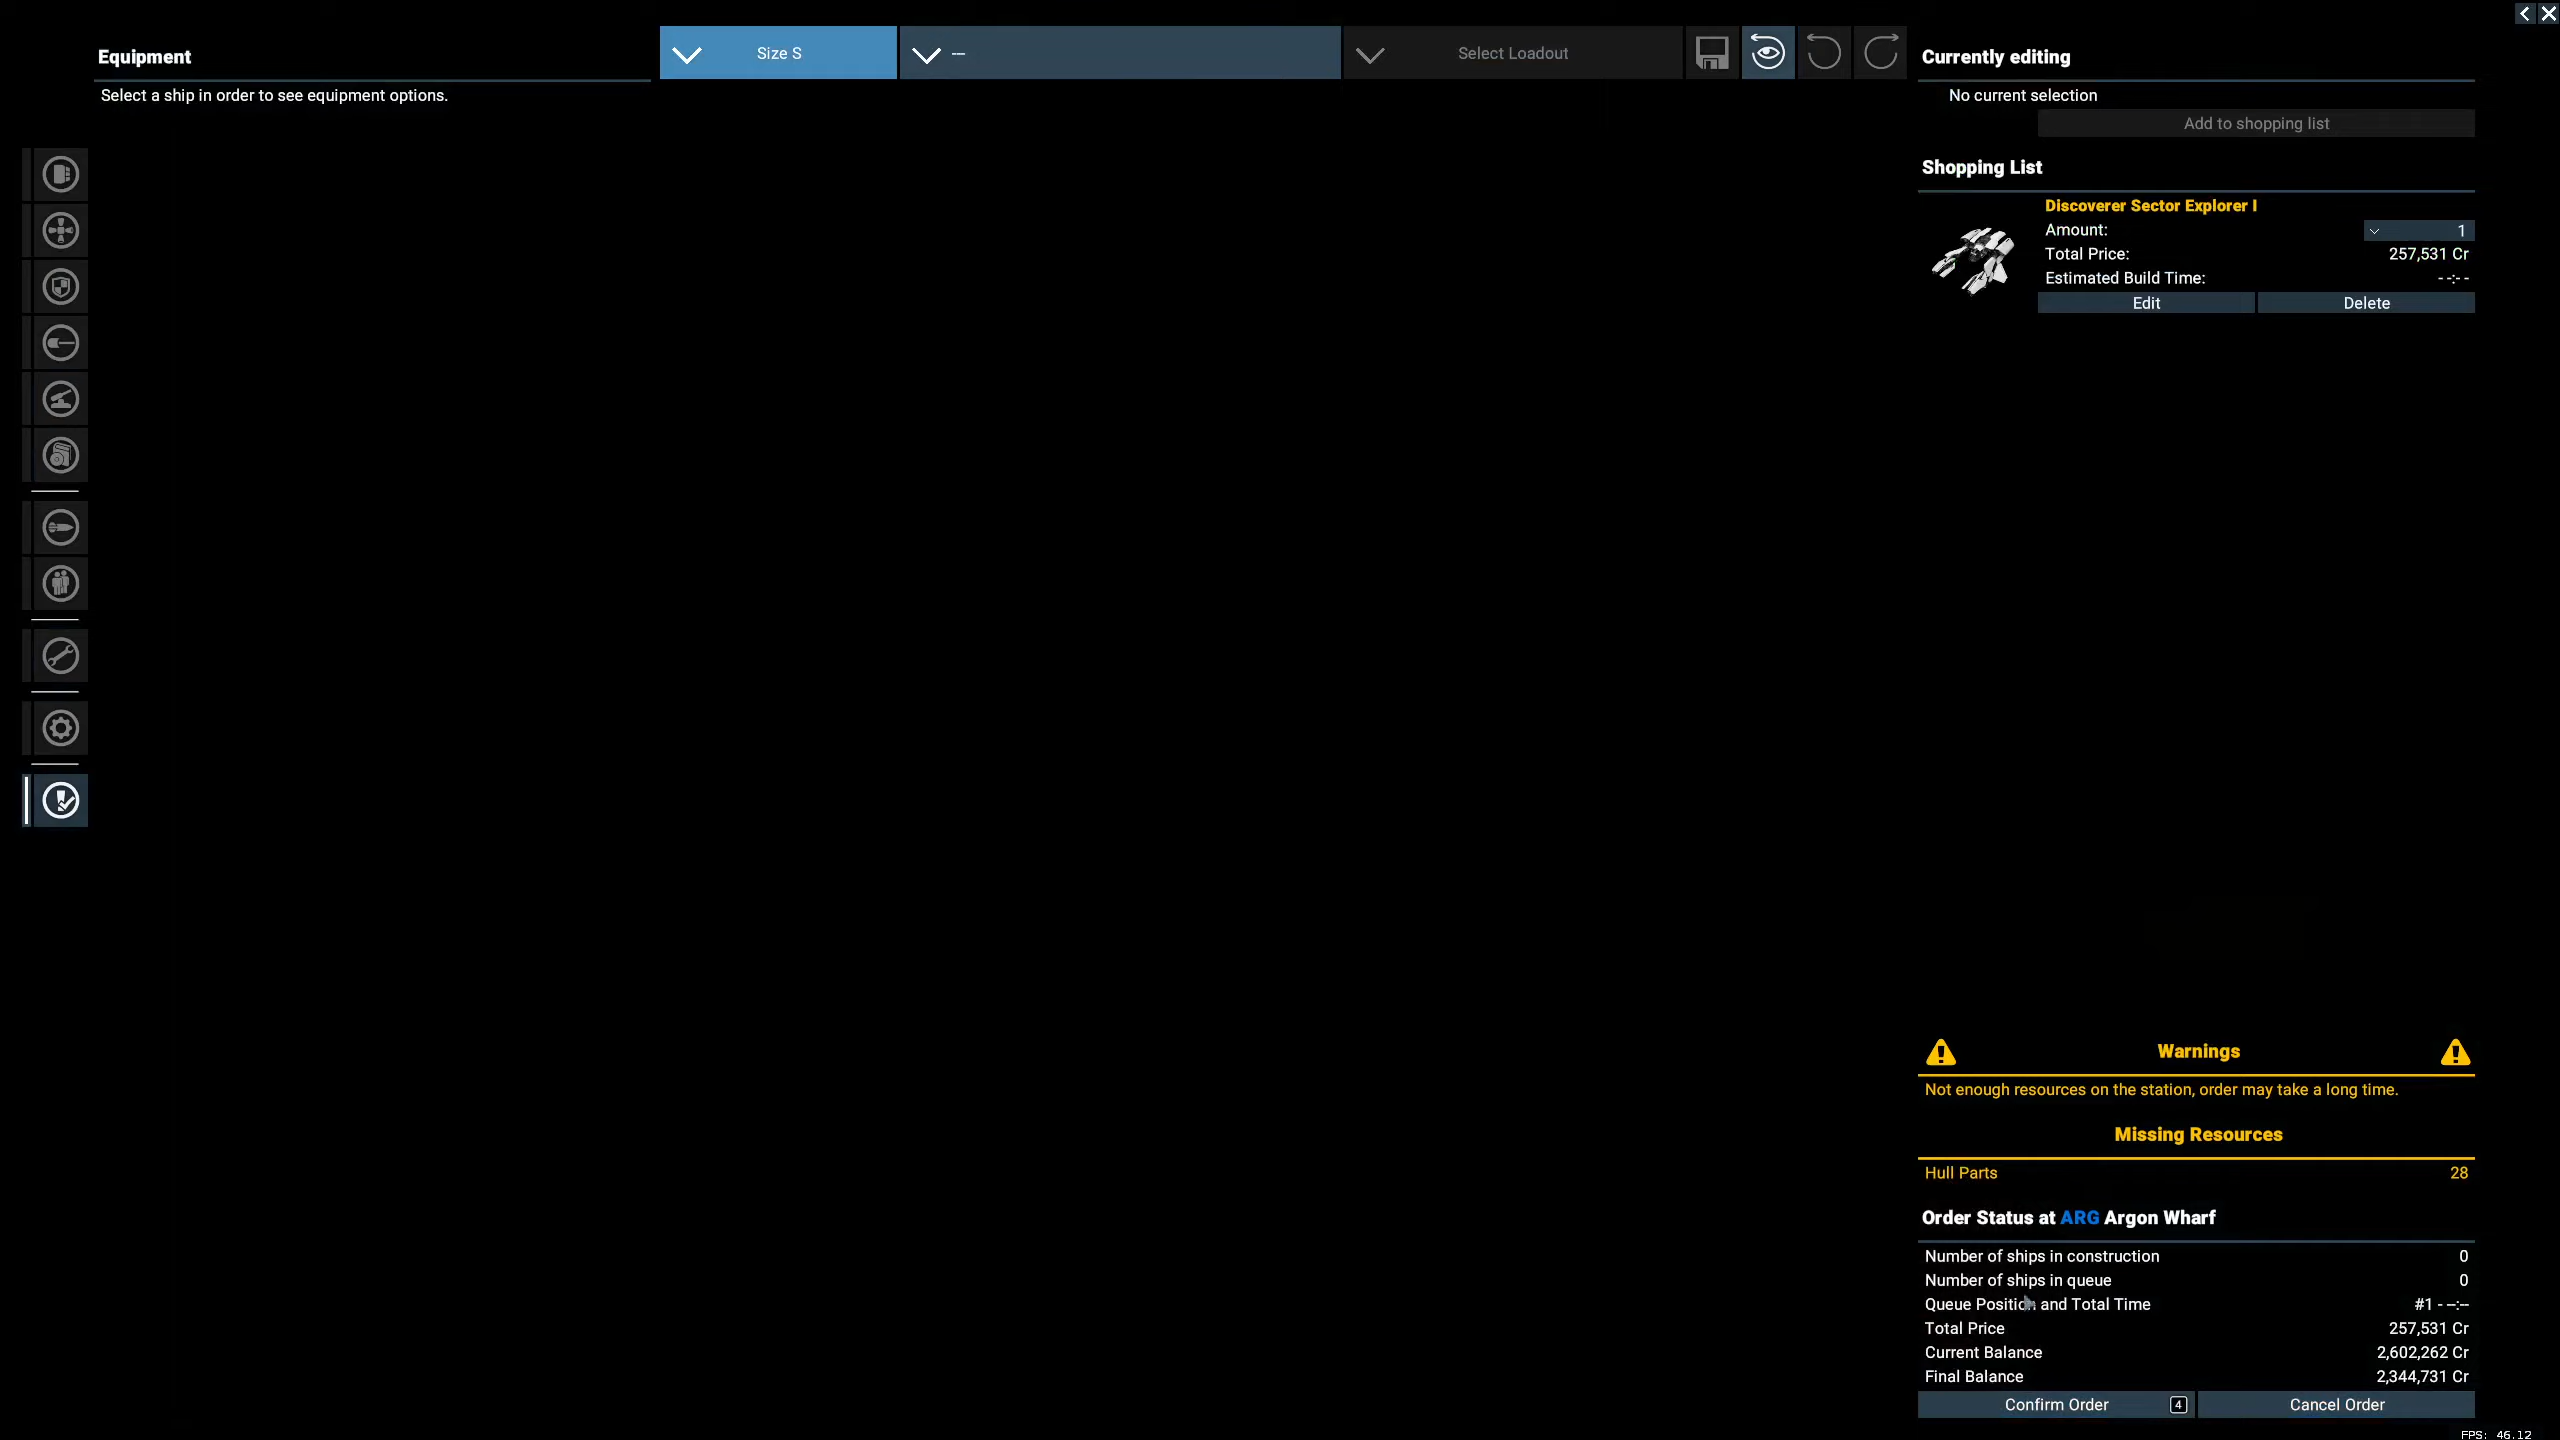 Equipment
Select a ship in order to see equipment options.
Size S
---
Select Loadout
Currently editing
No current selection
Add to shopping list
Shopping List
Discoverer Sector Explorer I
Amount: 1
Total Price: 257,531 Cr
Estimated Build Time: --:--
Edit Delete
Warnings
Not enough resources on the station, order may take a long time.
Missing Resources
Hull Parts 28
Order Status at ARG Argon Wharf
Number of ships in construction 0
Number of ships in queue 0
Queue Position and Total Time #1 - --:--
Total Price 257,531 Cr
Current Balance 2,602,262 Cr
Final Balance 2,344,731 Cr
Confirm Order 4 Cancel Order
FPS: 46.12